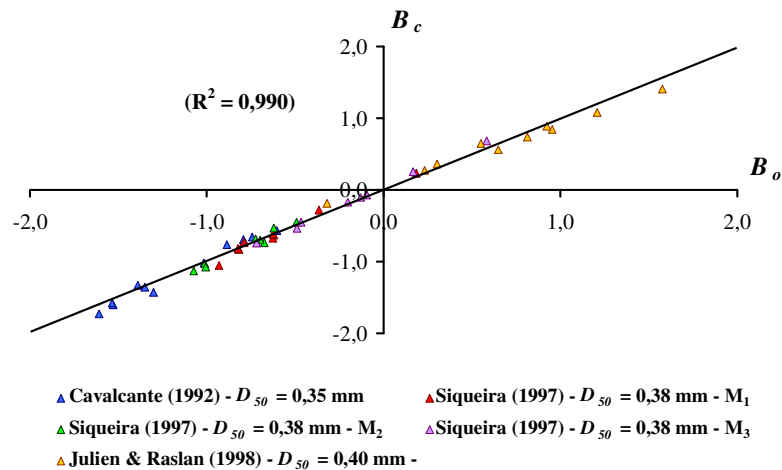 B c
2,0
(R² = 0,990)
1,0
B o
0,0
-2,0 -1,0 0,0 1,0 2,0
-1,0
-2,0
Cavalcante (1992) - D 50 = 0,35 mm
Siqueira (1997) - D 50 = 0,38 mm - M1
Siqueira (1997) - D 50 = 0,38 mm - M2
Siqueira (1997) - D 50 = 0,38 mm - M3
Julien & Raslan (1998) - D 50 = 0,40 mm -